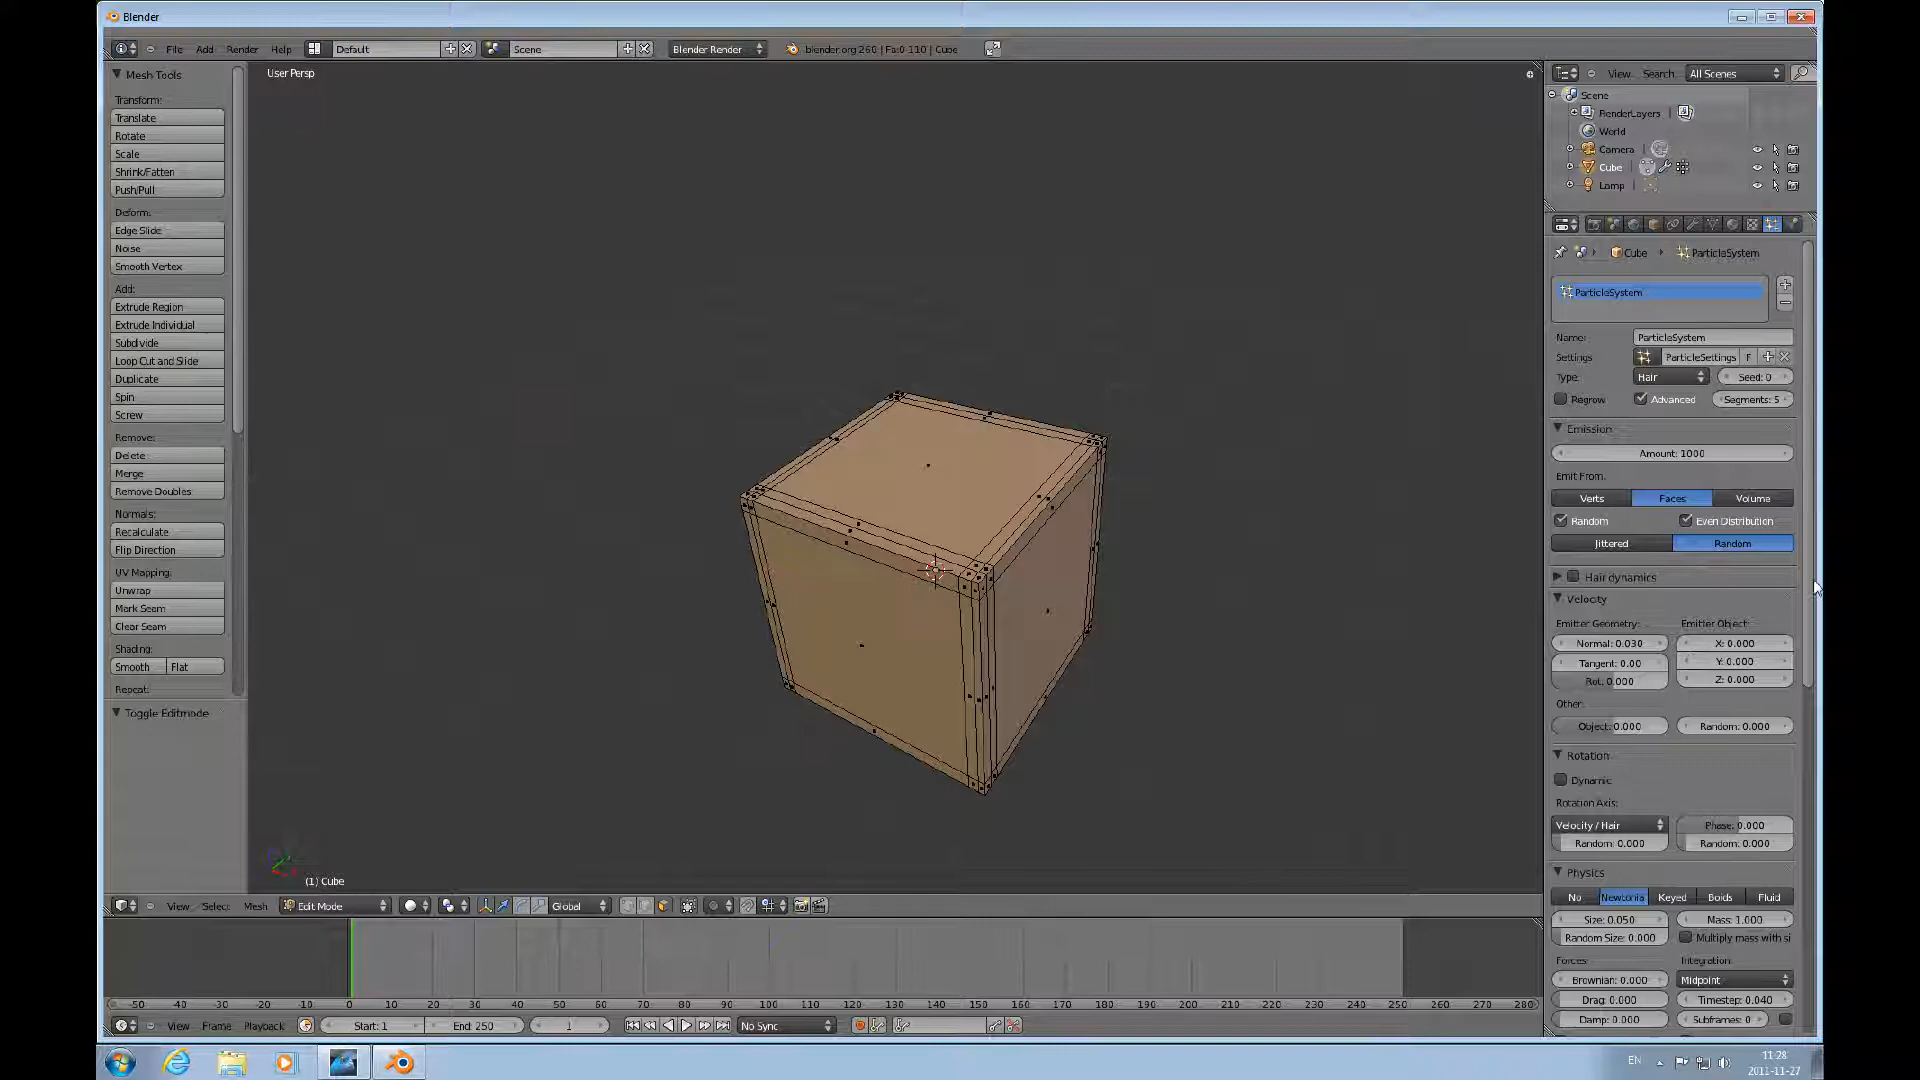 Blender
File Add Render Help Default Scene Blender Render blender.org 260 | Fa:0-110 | Cube
Mesh Tools
Transform:
Translate
Rotate
Scale
Shrink/Fatten
Push/Pull
Deform:
Edge Slide
Noise
Smooth Vertex
Add:
Extrude Region
Extrude Individual
Subdivide
Loop Cut and Slide
Duplicate
Spin
Screw
Remove:
Delete
Merge
Remove Doubles
Normals:
Recalculate
Flip Direction
UV Mapping:
Unwrap
Mark Seam
Clear Seam
Shading:
Smooth Flat
Repeat:
Toggle Editmode
User Persp
(1) Cube
View Select Mesh Edit Mode Global
-50 -40 -30 -20 -10 0 10 20 30 40 50 60 70 80 90 100 110 120 130 140 150 160 170 180 190 200 210 220 230 240 250 260 270 280
View Frame Playback Start: 1 End: 250 1 No Sync
View Search All Scenes
Scene
RenderLayers |
World
Camera |
Cube |
Lamp |
Cube ParticleSystem
ParticleSystem
Name: ParticleSystem
Settings ParticleSettings F
Type: Hair Seed: 0
Regrow Advanced Segments: 5
Emission
Amount: 1000
Emit From:
Verts Faces Volume
Random Even Distribution
Jittered Random
Hair dynamics
Velocity
Emitter Geometry: Emitter Object:
Normal: 0.030 X: 0.000
Tangent: 0.00 Y: 0.000
Rot: 0.000 Z: 0.000
Other:
Object: 0.000 Random: 0.000
Rotation
Dynamic
Rotation Axis:
Velocity / Hair Phase: 0.000
Random: 0.000 Random: 0.000
Physics
No Newtonia Keyed Boids Fluid
Size: 0.050 Mass: 1.000
Random Size: 0.000 Multiply mass with si
Forces: Integration:
Brownian: 0.000 Midpoint
Drag: 0.000 Timestep: 0.040
Damp: 0.000 Subframes: 0
EN 11:28
2011-11-27